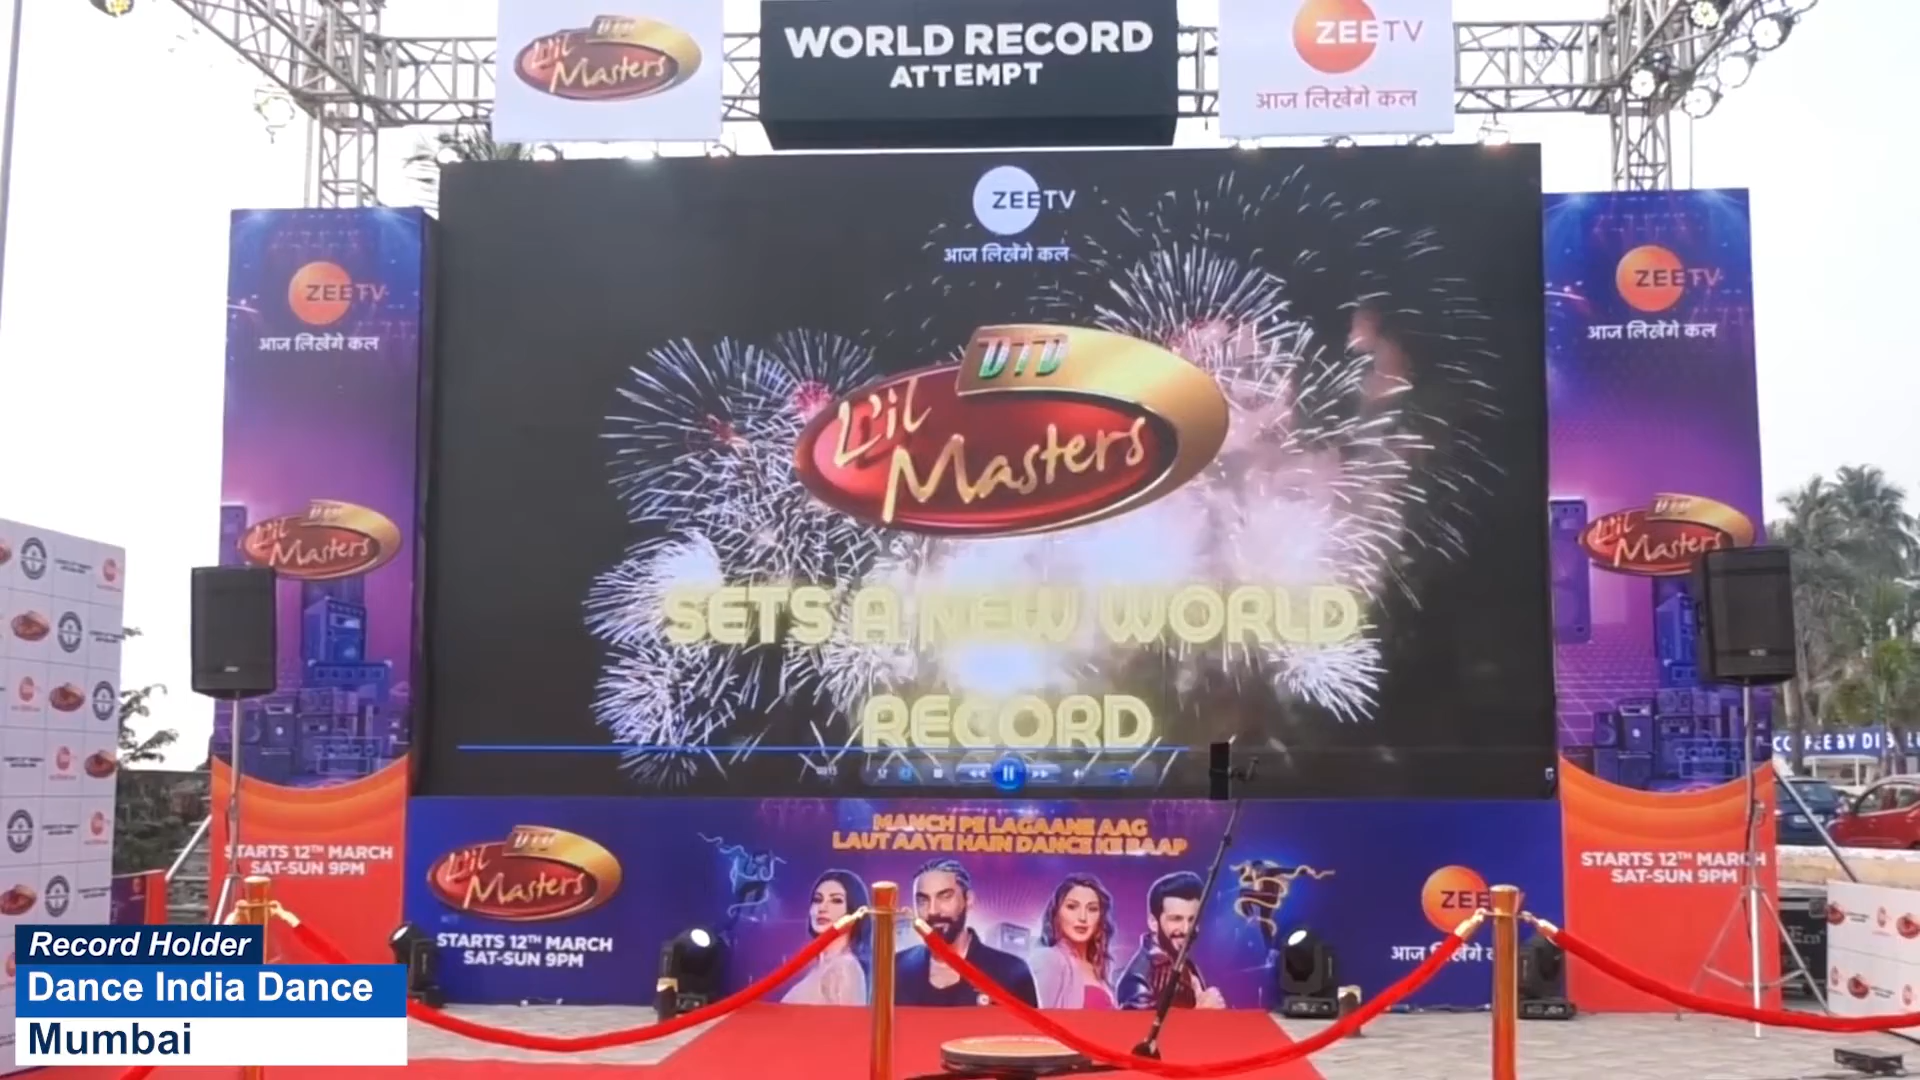 DID
L'il
Masters
WORLD RECORD
ATTEMPT
ZEE TV
आज लिखेंगे कल
ZEE TV
आज लिखेंगे कल
DID
L'il
Masters
SETS A NEW WORLD
RECORD
ZEE TV
आज लिखेंगे कल
DID
L'il
Masters
STARTS 12TH MARCH
SAT-SUN 9PM
ZEE TV
आज लिखेंगे कल
DID
L'il
Masters
STARTS 12TH MARCH
SAT-SUN 9PM
MANCH PE LAGAANE AAG
LAUT AAYE HAIN DANCE KE BAAP
DID
L'il
Masters
STARTS 12TH MARCH
SAT-SUN 9PM
ZEE
आज लिखेंगे क
Record Holder
Dance India Dance
Mumbai